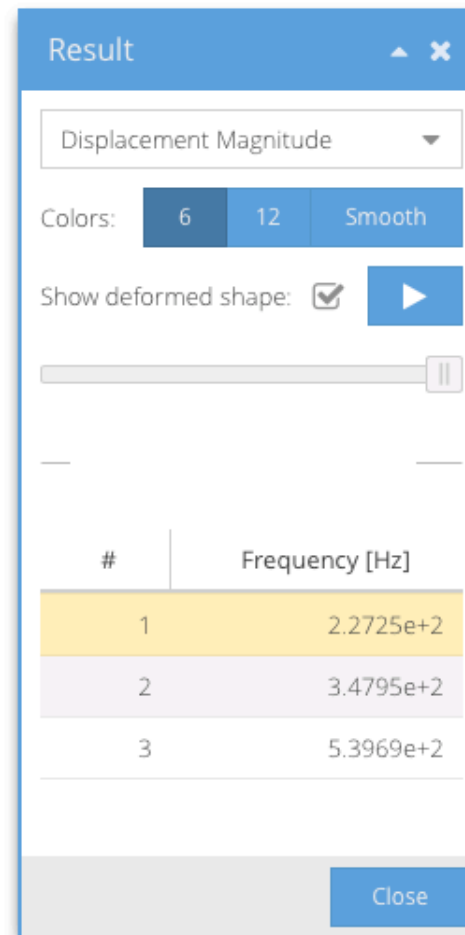 Result
Displacement Magnitude
Colors: 6 12 Smooth
Show deformed shape:
# Frequency [Hz]
1 2.2725e+2
2 3.4795e+2
3 5.3969e+2
Close